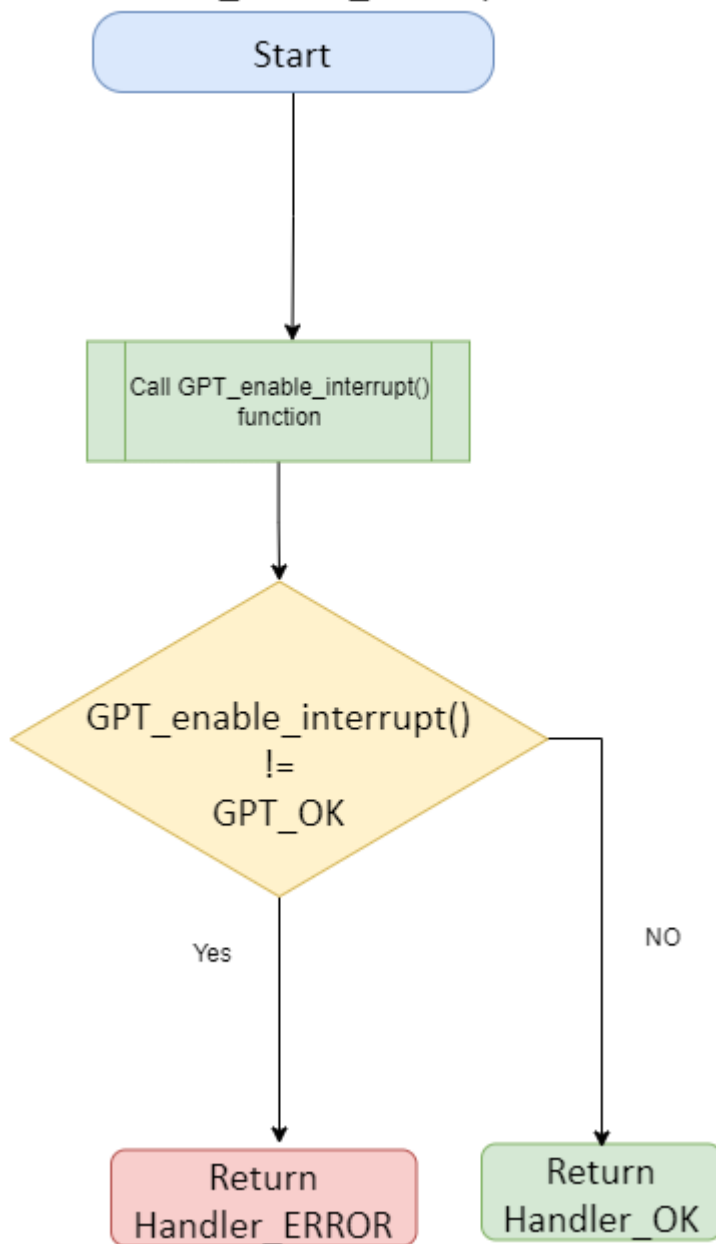 Start
Call GPT_enable_interrupt()
function
GPT_enable_interrupt()
!=
GPT_OK
Yes
NO
Return
Handler_ERROR
Return
Handler_OK